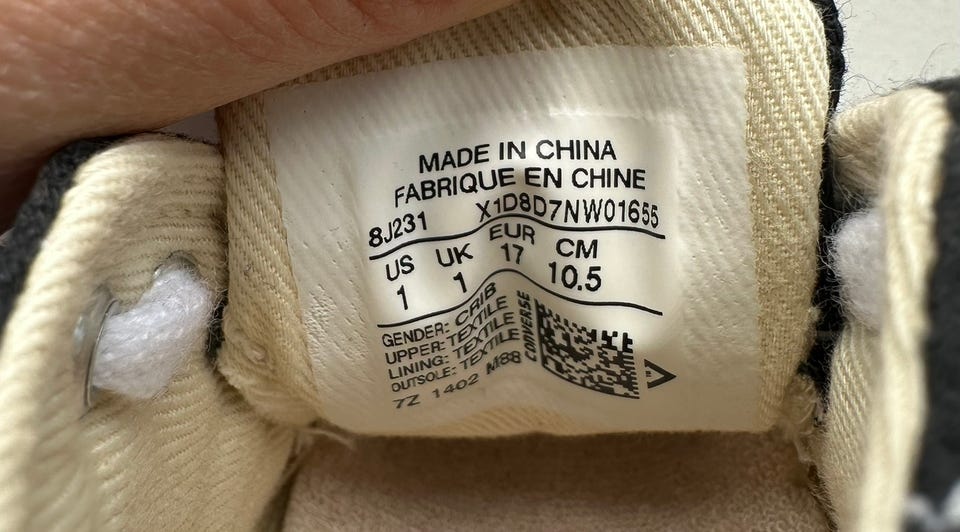 MADE IN CHINA
FABRIQUE EN CHINE
8J231 X1D8D7NW01655
US UK EUR CM
1 1 17 10.5
GENDER: CRIB
UPPER: TEXTILE
LINING: TEXTILE
OUTSOLE: TEXTILE
7Z 1402 M88
CONVERSE